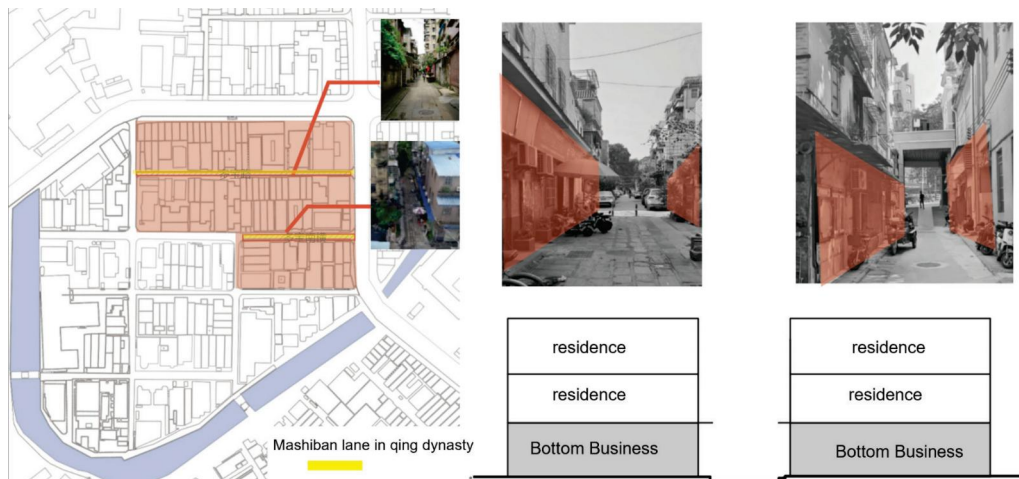 Mashiban lane in qing dynasty
residence
residence
Bottom Business
residence
residence
Bottom Business